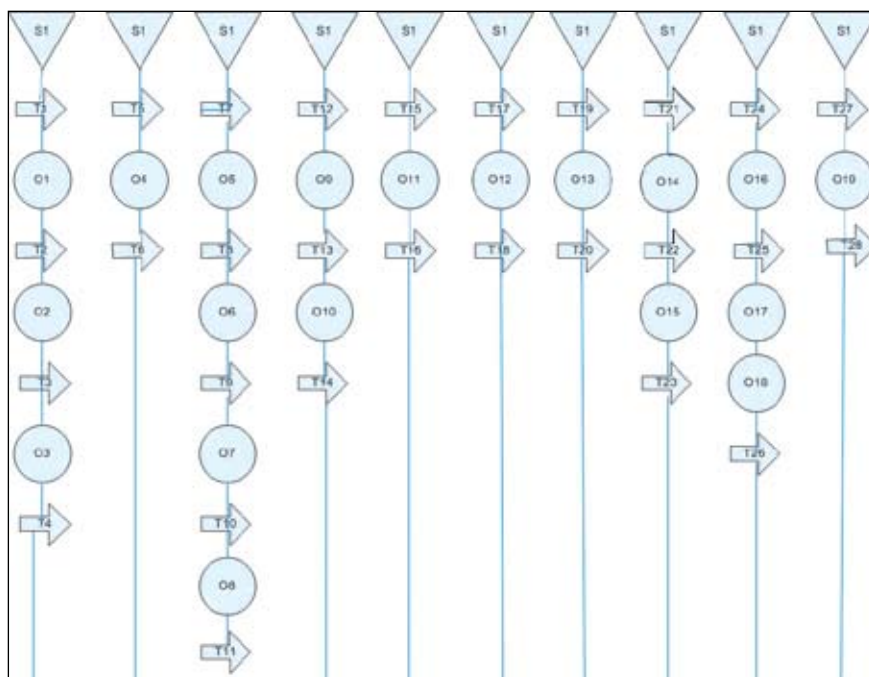 S1 S1 S1 S1 S1 S1 S1 S1 S1 S1
T1 T5 T7 T12 T15 T17 T19 T21 T24 T27
O1 O4 O5 O9 O11 O12 O13 O14 O16 O19
T2 T6 T8 T13 T16 T18 T20 T22 T25 T28
O2 O6 O10 O15 O17
T3 T9 T14 T23 O18
O3 O7 T26
T4 T10
O8
T11